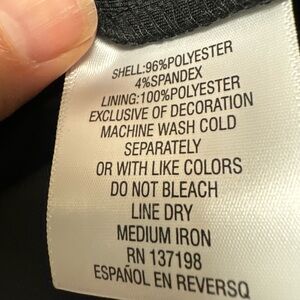 SHELL:96%POLYESTER
4%SPANDEX
LINING:100%POLYESTER
EXCLUSIVE OF DECORATION
MACHINE WASH COLD
SEPARATELY
OR WITH LIKE COLORS
DO NOT BLEACH
LINE DRY
MEDIUM IRON
RN 137198
ESPAÑOL EN REVERSQ